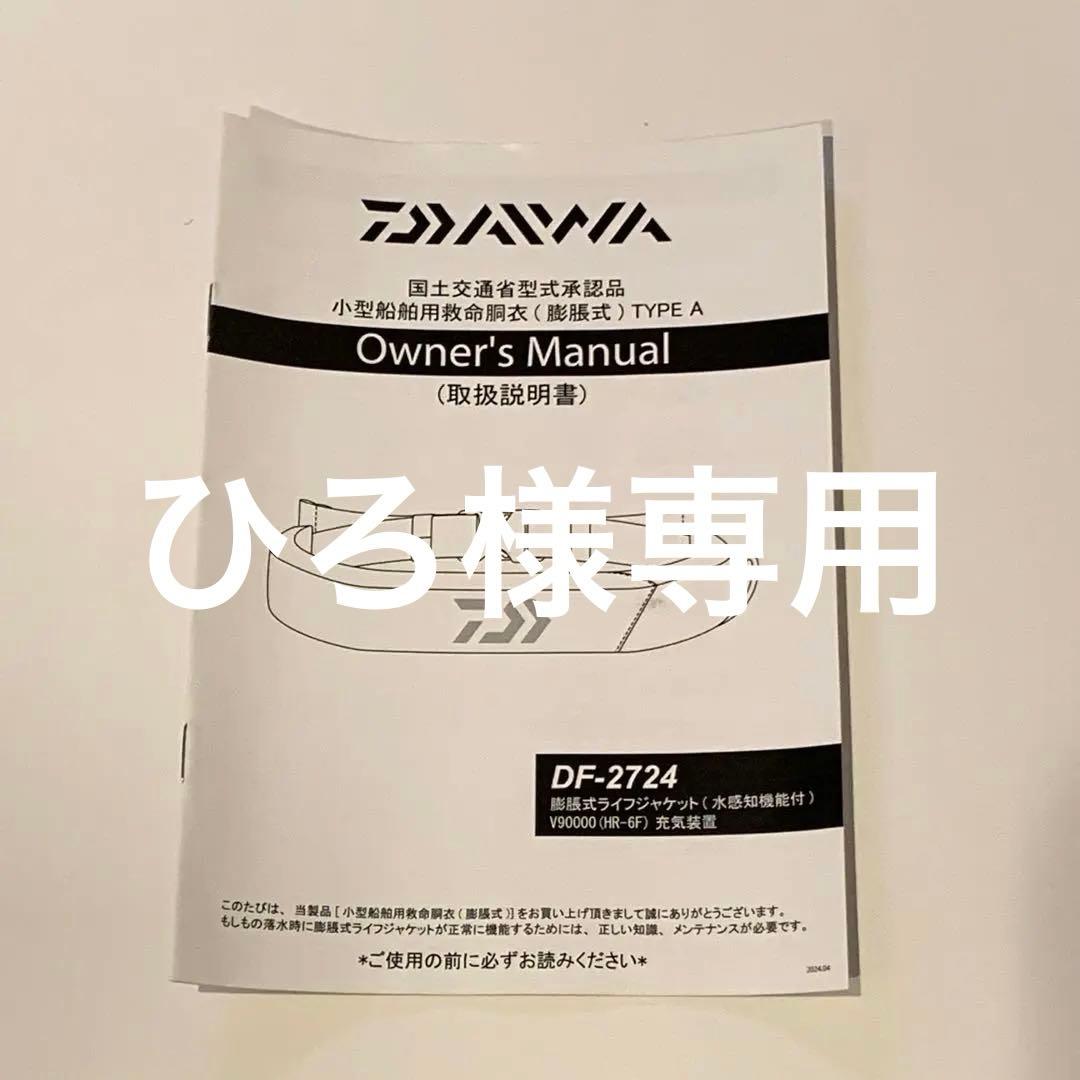 DAIWA
国土交通省型式承認品
小型船舶用救命胴衣(膨脹式)TYPE A
Owner's Manual
(取扱説明書)
ひろ様専用
DF-2724
膨脹式ライフジャケット(水感知機能付)
V90000(HR-6F) 充気装置
このたびは、当製品[小型船舶用救命胴衣(膨脹式)]をお買い上げ頂きまして誠にありがとうございます。
もしもの落水時に膨脹式ライフジャケットが正常に機能するためには、正しい知識、メンテナンスが必要です。
*ご使用の前に必ずお読みください*
2024.04